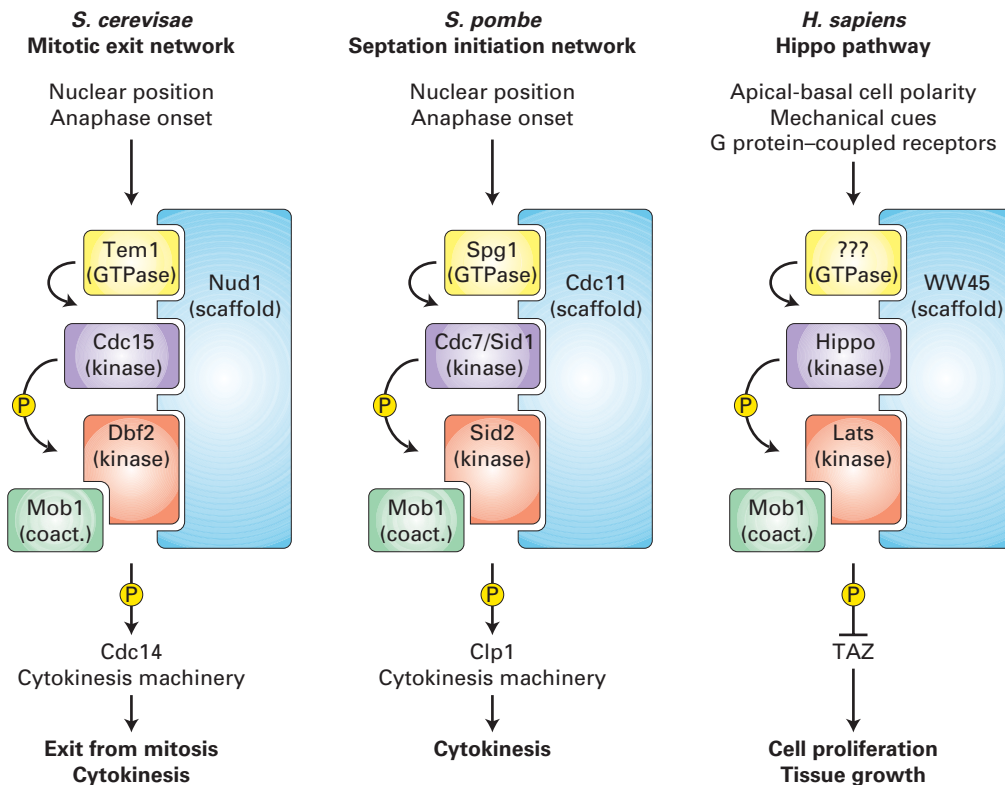 S. cerevisae
Mitotic exit network
Nuclear position
Anaphase onset
Tem1
(GTPase)
Nud1
(scaffold)
Cdc15
(kinase)
P
Dbf2
(kinase)
Mob1
(coact.)
P
Cdc14
Cytokinesis machinery
Exit from mitosis
Cytokinesis
S. pombe
Septation initiation network
Nuclear position
Anaphase onset
Spg1
(GTPase)
Cdc11
(scaffold)
Cdc7/Sid1
(kinase)
P
Sid2
(kinase)
Mob1
(coact.)
P
Clp1
Cytokinesis machinery
Cytokinesis
H. sapiens
Hippo pathway
Apical-basal cell polarity
Mechanical cues
G protein–coupled receptors
???
(GTPase)
WW45
(scaffold)
Hippo
(kinase)
P
Lats
(kinase)
Mob1
(coact.)
P
TAZ
Cell proliferation
Tissue growth